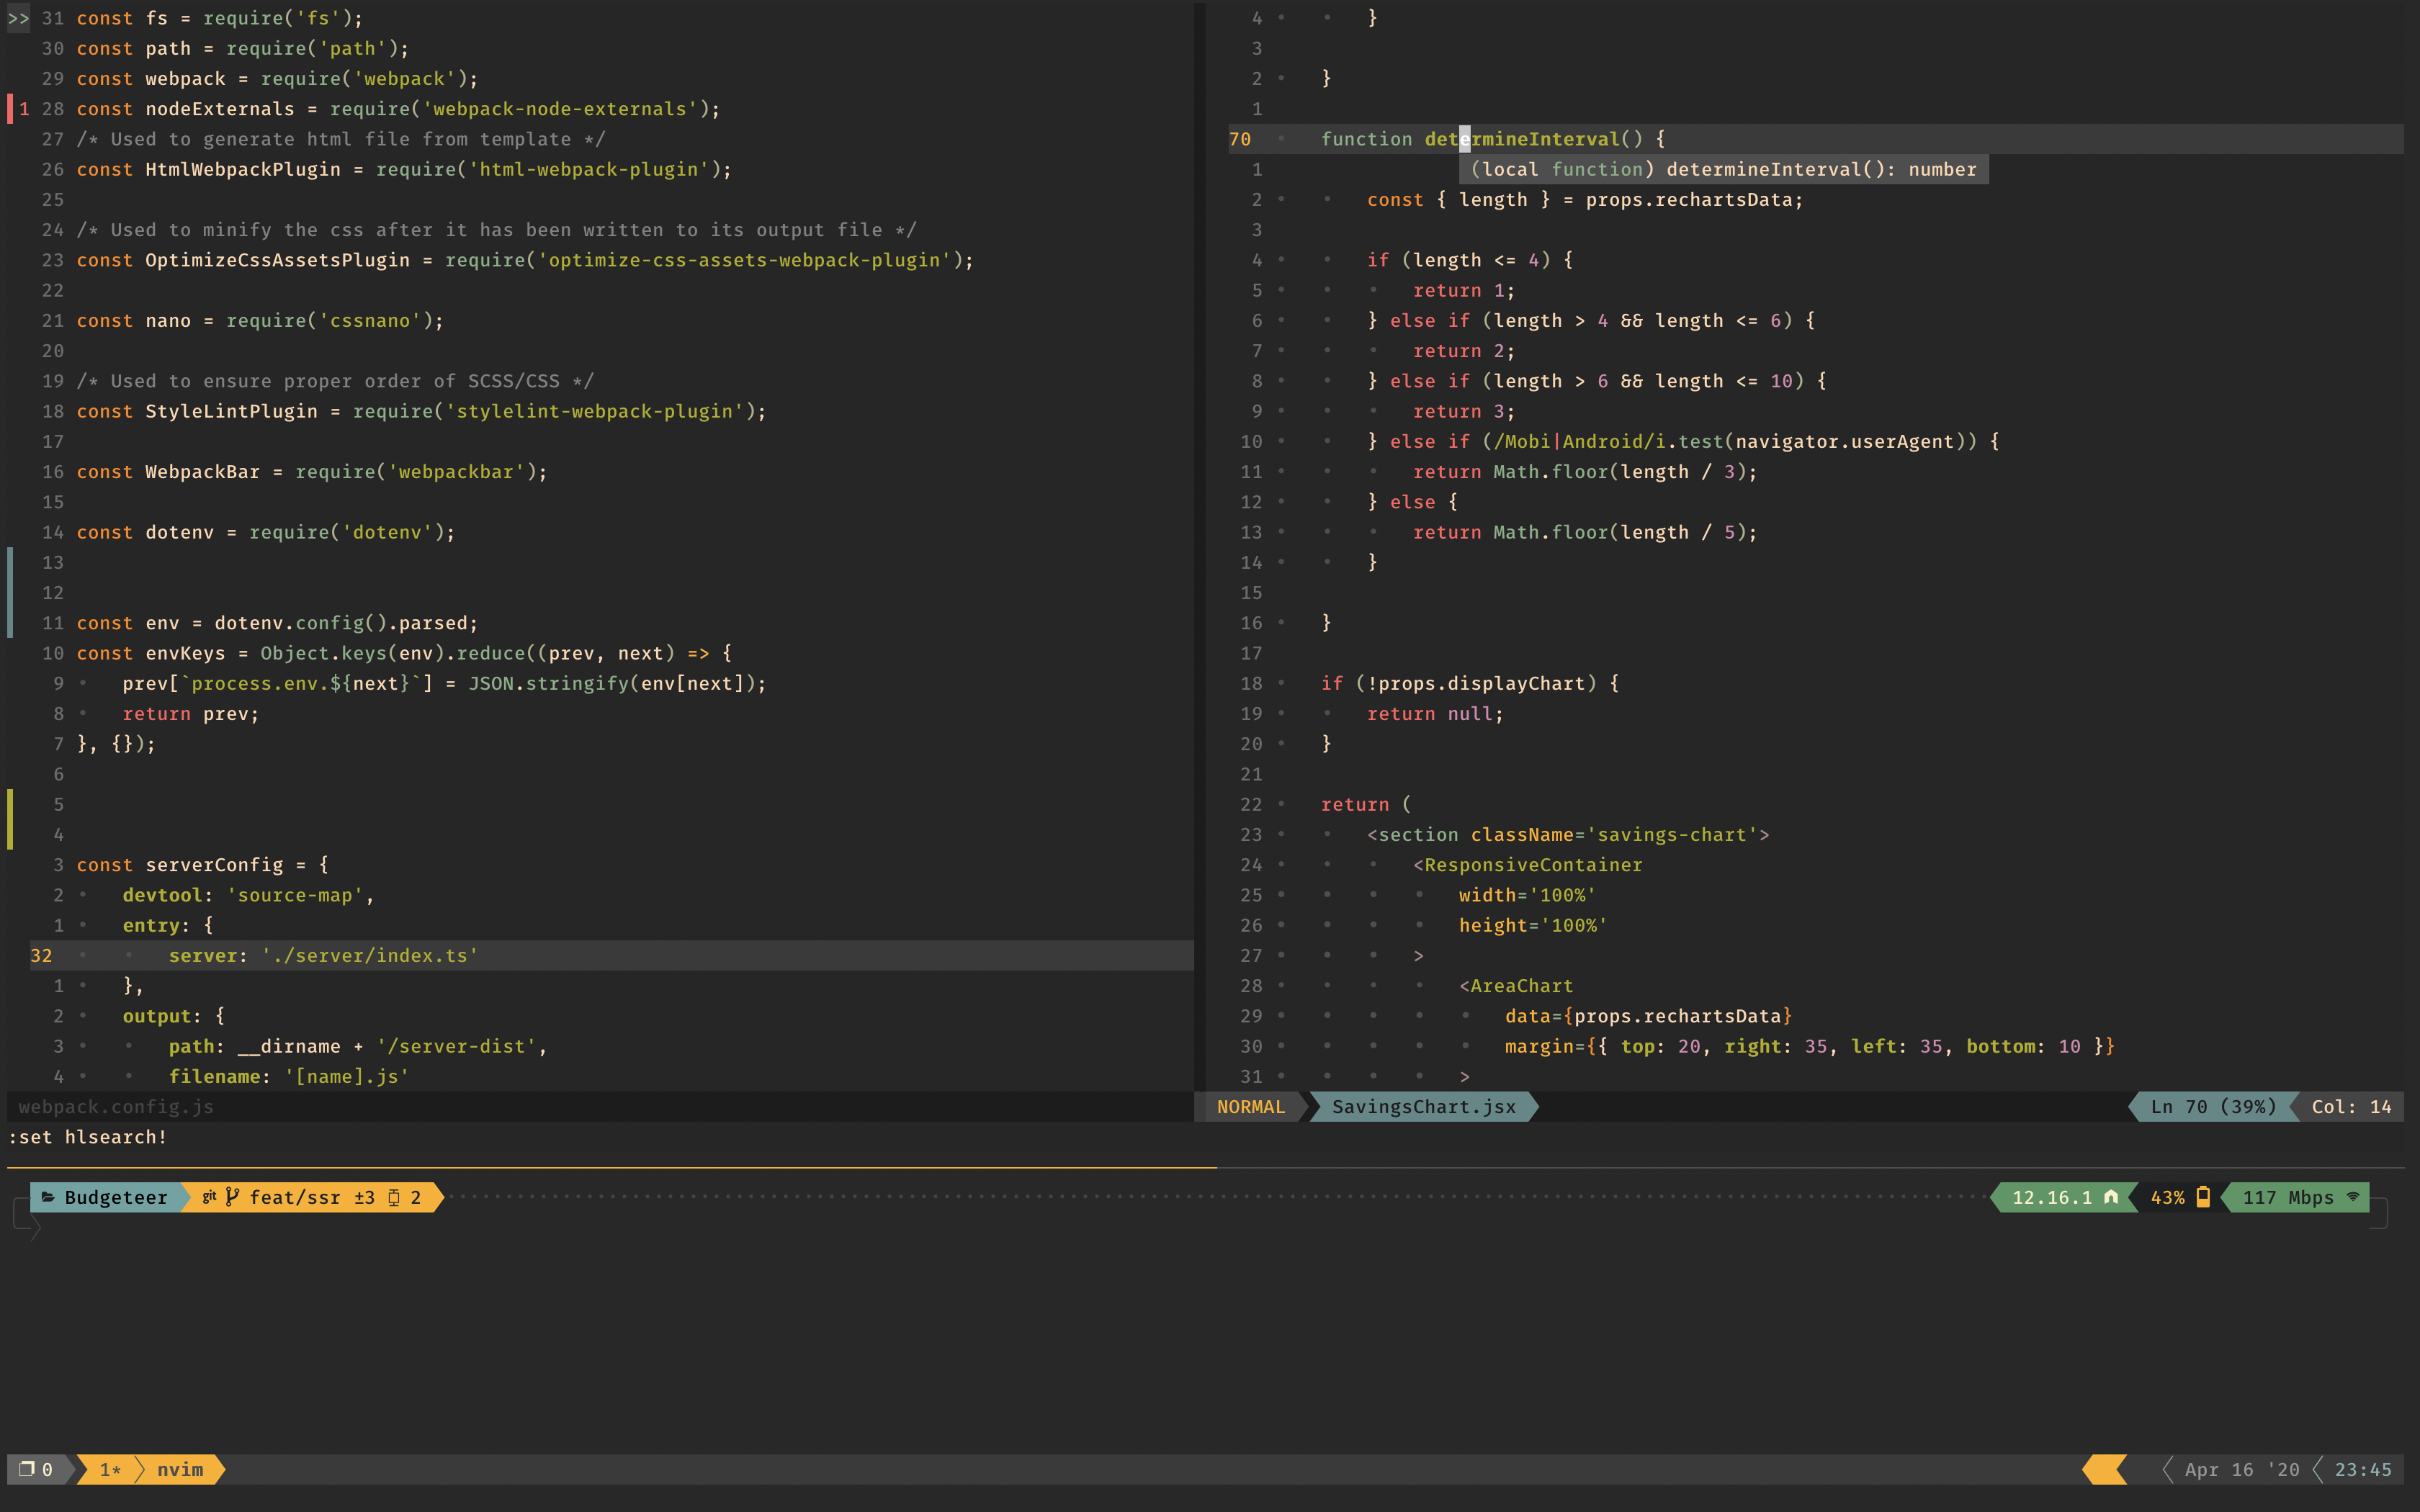 >> 31 const fs = require('fs');
30 const path = require('path');
29 const webpack = require('webpack');
1 28 const nodeExternals = require('webpack-node-externals');
27 /* Used to generate html file from template */
26 const HtmlWebpackPlugin = require('html-webpack-plugin');
25
24 /* Used to minify the css after it has been written to its output file */
23 const OptimizeCssAssetsPlugin = require('optimize-css-assets-webpack-plugin');
22
21 const nano = require('cssnano');
20
19 /* Used to ensure proper order of SCSS/CSS */
18 const StyleLintPlugin = require('stylelint-webpack-plugin');
17
16 const WebpackBar = require('webpackbar');
15
14 const dotenv = require('dotenv');
13
12
11 const env = dotenv.config().parsed;
10 const envKeys = Object.keys(env).reduce((prev, next) => {
9 prev[`process.env.${next}`] = JSON.stringify(env[next]);
8 return prev;
7 }, {});
6
5
4
3 const serverConfig = {
2 devtool: 'source-map',
1 entry: {
32 server: './server/index.ts'
1 },
2 output: {
3 path: __dirname + '/server-dist',
4 filename: '[name].js'
webpack.config.js
4 }
3
2 }
1
70 function determineInterval() {
1 (local function) determineInterval(): number
2 const { length } = props.rechartsData;
3
4 if (length <= 4) {
5 return 1;
6 } else if (length > 4 && length <= 6) {
7 return 2;
8 } else if (length > 6 && length <= 10) {
9 return 3;
10 } else if (/Mobi|Android/i.test(navigator.userAgent)) {
11 return Math.floor(length / 3);
12 } else {
13 return Math.floor(length / 5);
14 }
15
16 }
17
18 if (!props.displayChart) {
19 return null;
20 }
21
22 return (
23 <section className='savings-chart'>
24 <ResponsiveContainer
25 width='100%'
26 height='100%'
27 >
28 <AreaChart
29 data={props.rechartsData}
30 margin={{ top: 20, right: 35, left: 35, bottom: 10 }}
31 >
NORMAL SavingsChart.jsx Ln 70 (39%) Col: 14
:set hlsearch!
Budgeteer git feat/ssr ±3 2 12.16.1 43% 117 Mbps
0 1* nvim Apr 16 '20 23:45